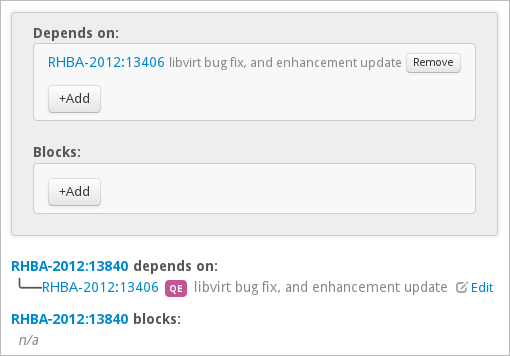 Depends on:
RHBA-2012:13406 libvirt bug fix, and enhancement update Remove
+Add
Blocks:
+Add
RHBA-2012:13840 depends on:
RHBA-2012:13406 QE libvirt bug fix, and enhancement update Edit
RHBA-2012:13840 blocks:
n/a